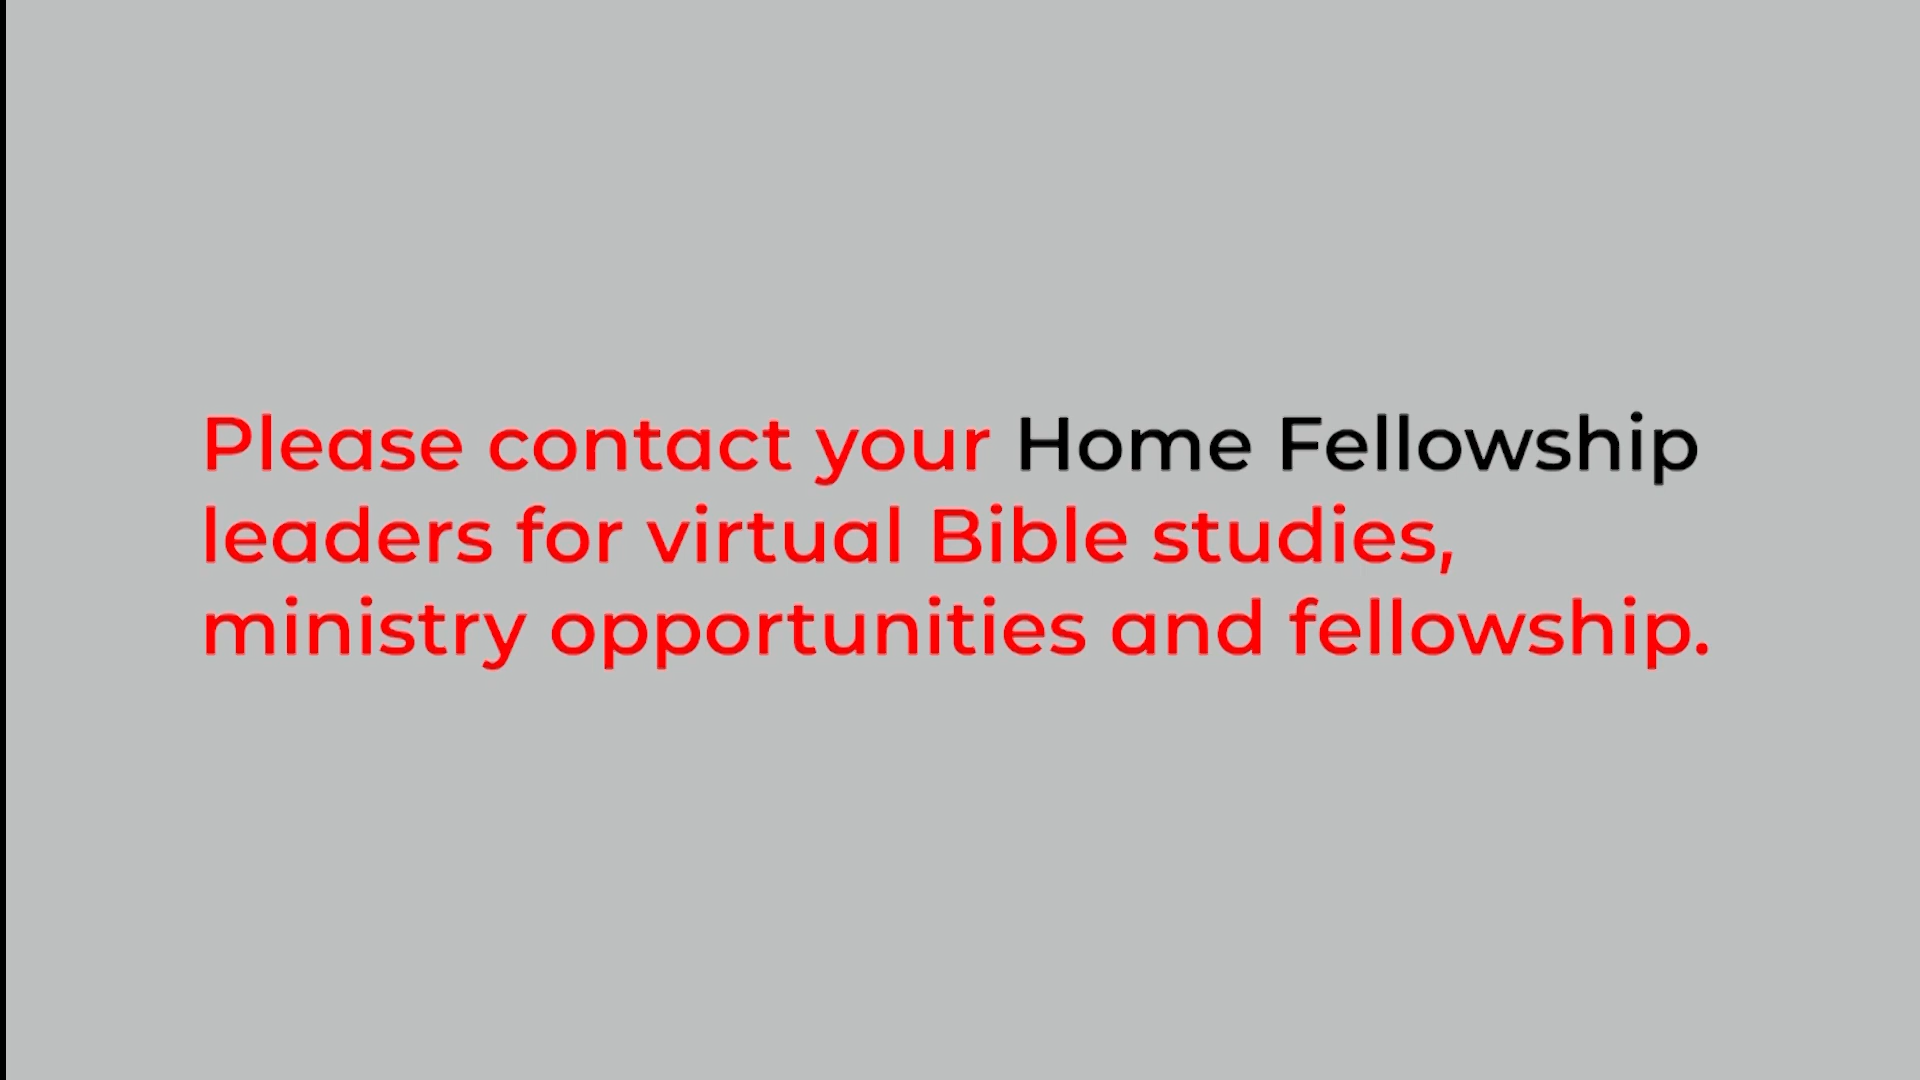 Please contact your Home Fellowship
leaders for virtual Bible studies,
ministry opportunities and fellowship.